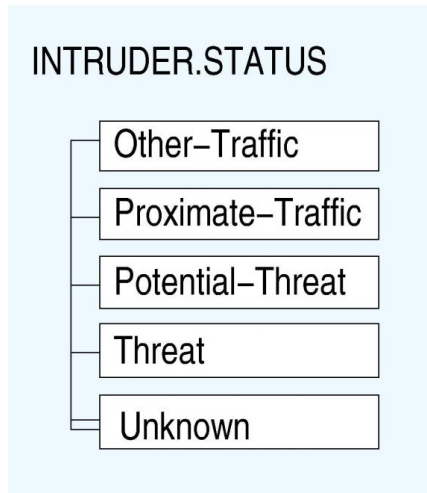 INTRUDER.STATUS
Other–Traffic
Proximate–Traffic
Potential–Threat
Threat
Unknown